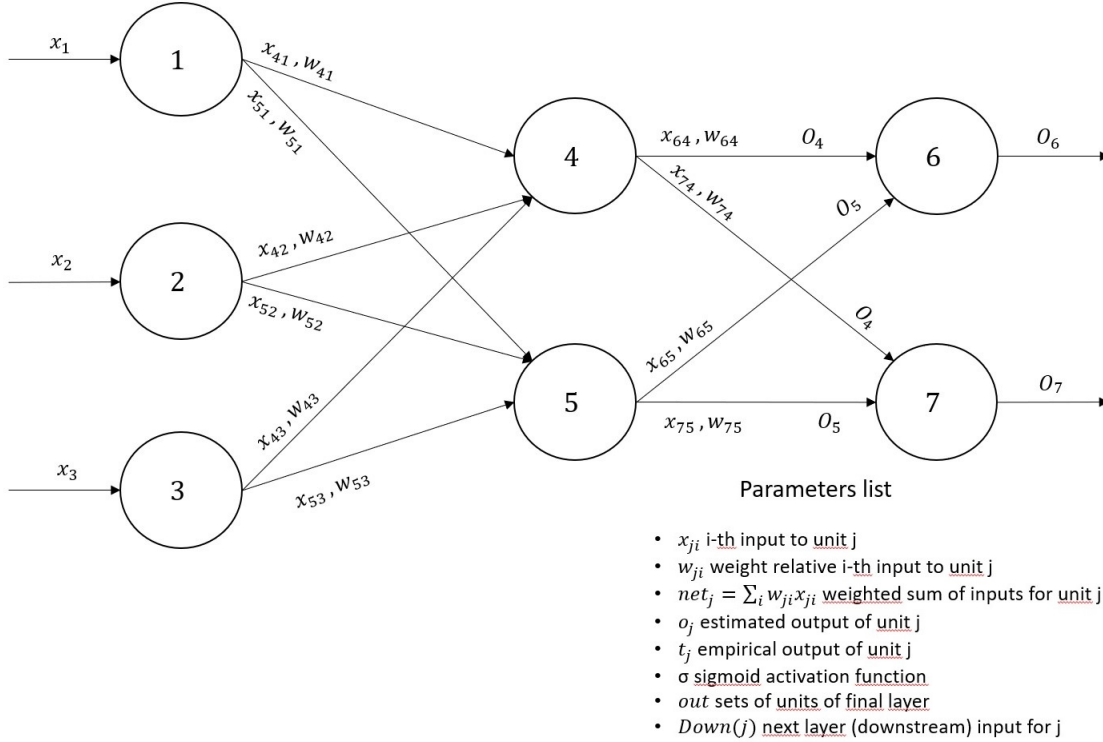 x₁
1
x₄₁ , w₄₁
x₅₁ , w₅₁
4
x₆₄ , w₆₄
O₄
6
O₆
x₇₄ , w₇₄
O₅
x₂
2
x₄₂ , w₄₂
x₅₂ , w₅₂
O₄
x₆₅ , w₆₅
5
7
O₇
x₄₃ , w₄₃
x₇₅ , w₇₅
O₅
x₃
3
x₅₃ , w₅₃
Parameters list
• xⱼᵢ i-th input to unit j
• wⱼᵢ weight relative i-th input to unit j
• netⱼ = ∑ᵢ wⱼᵢxⱼᵢ weighted sum of inputs for unit j
• oⱼ estimated output of unit j
• tⱼ empirical output of unit j
• σ sigmoid activation function
• out sets of units of final layer
• Down(j) next layer (downstream) input for j